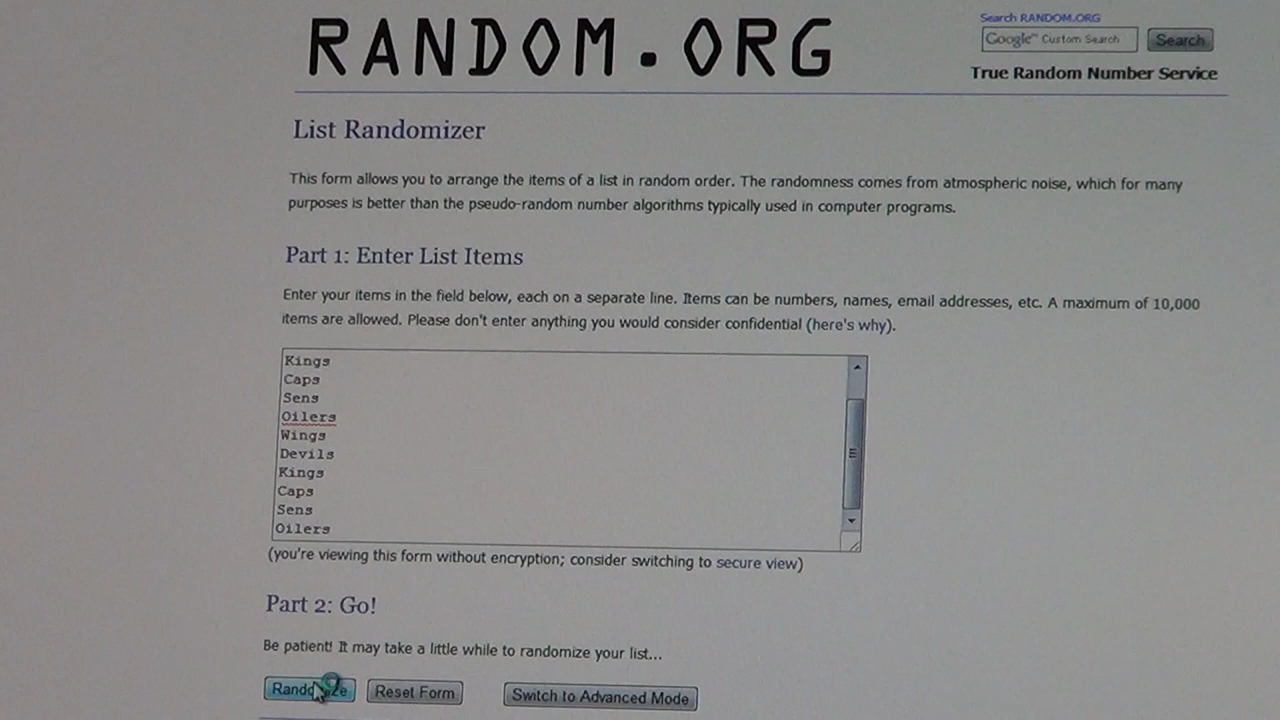 RANDOM.ORG
Search RANDOM.ORG
Google™ Custom Search Search
True Random Number Service
List Randomizer
This form allows you to arrange the items of a list in random order. The randomness comes from atmospheric noise, which for many
purposes is better than the pseudo-random number algorithms typically used in computer programs.
Part 1: Enter List Items
Enter your items in the field below, each on a separate line. Items can be numbers, names, email addresses, etc. A maximum of 10,000
items are allowed. Please don't enter anything you would consider confidential (here's why).
Kings
Caps
Sens
Oilers
Wings
Devils
Kings
Caps
Sens
Oilers
(you're viewing this form without encryption; consider switching to secure view)
Part 2: Go!
Be patient! It may take a little while to randomize your list...
Randomize Reset Form Switch to Advanced Mode